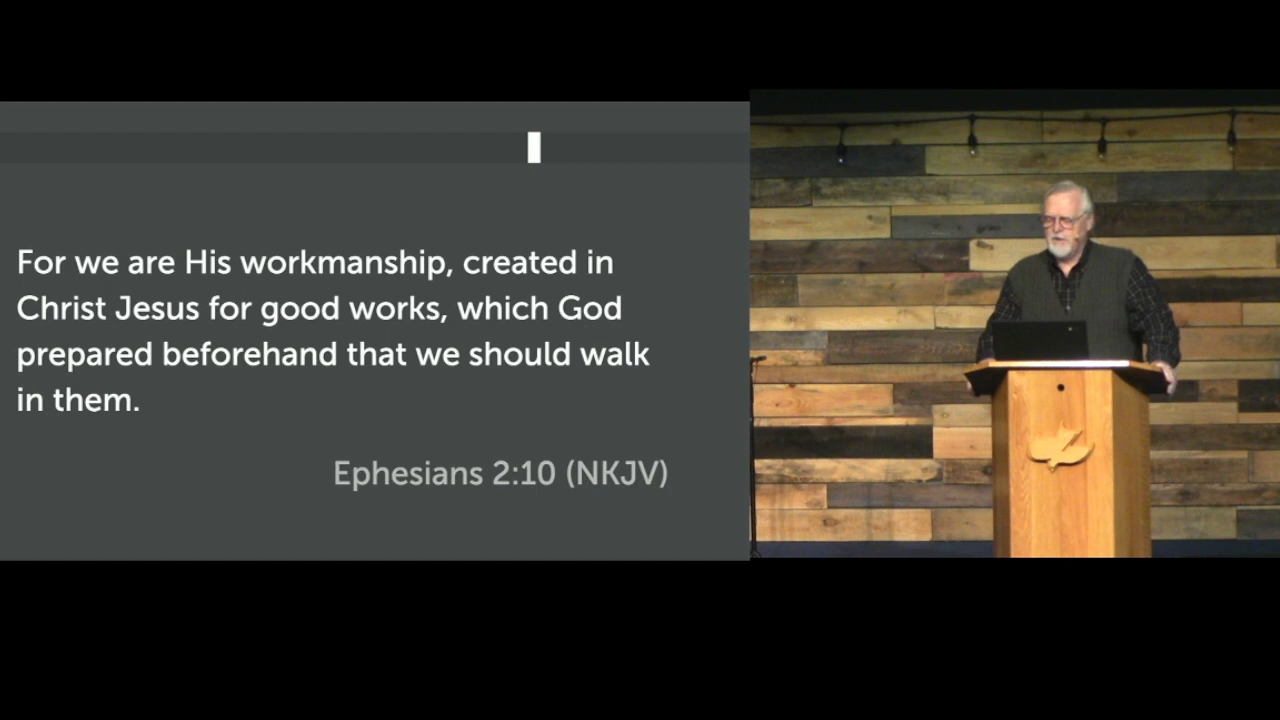 For we are His workmanship, created in
Christ Jesus for good works, which God
prepared beforehand that we should walk
in them.
Ephesians 2:10 (NKJV)